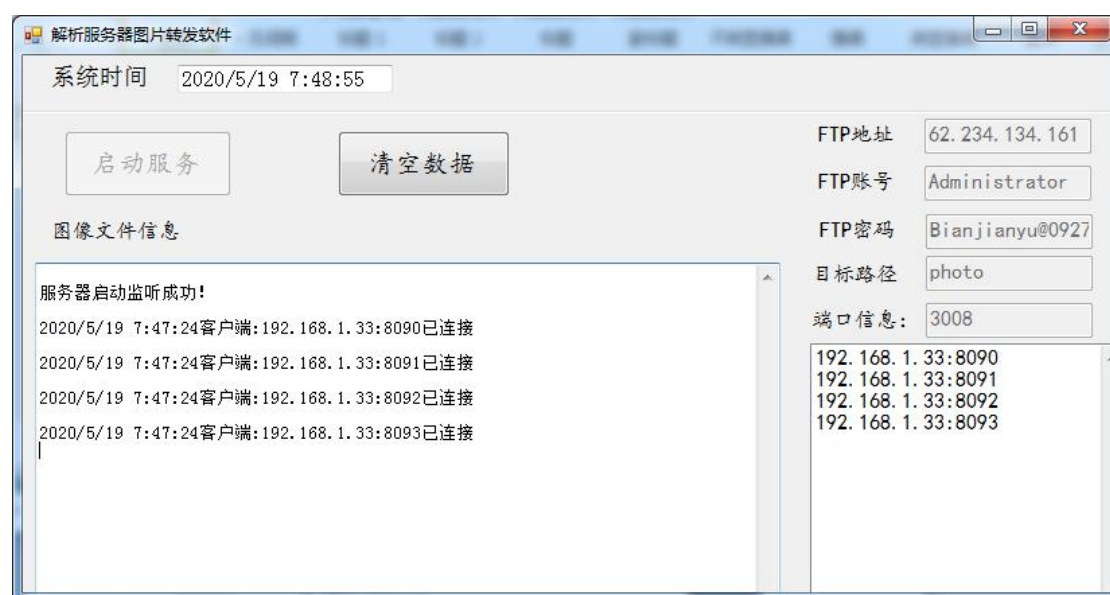 解析服务器图片转发软件
系统时间 2020/5/19 7:48:55
启动服务 清空数据
图像文件信息
服务器启动监听成功!
2020/5/19 7:47:24客户端:192.168.1.33:8090已连接
2020/5/19 7:47:24客户端:192.168.1.33:8091已连接
2020/5/19 7:47:24客户端:192.168.1.33:8092已连接
2020/5/19 7:47:24客户端:192.168.1.33:8093已连接
FTP地址 62.234.134.161
FTP账号 Administrator
FTP密码 Bianjianyu@0927
目标路径 photo
端口信息: 3008
192.168.1.33:8090
192.168.1.33:8091
192.168.1.33:8092
192.168.1.33:8093